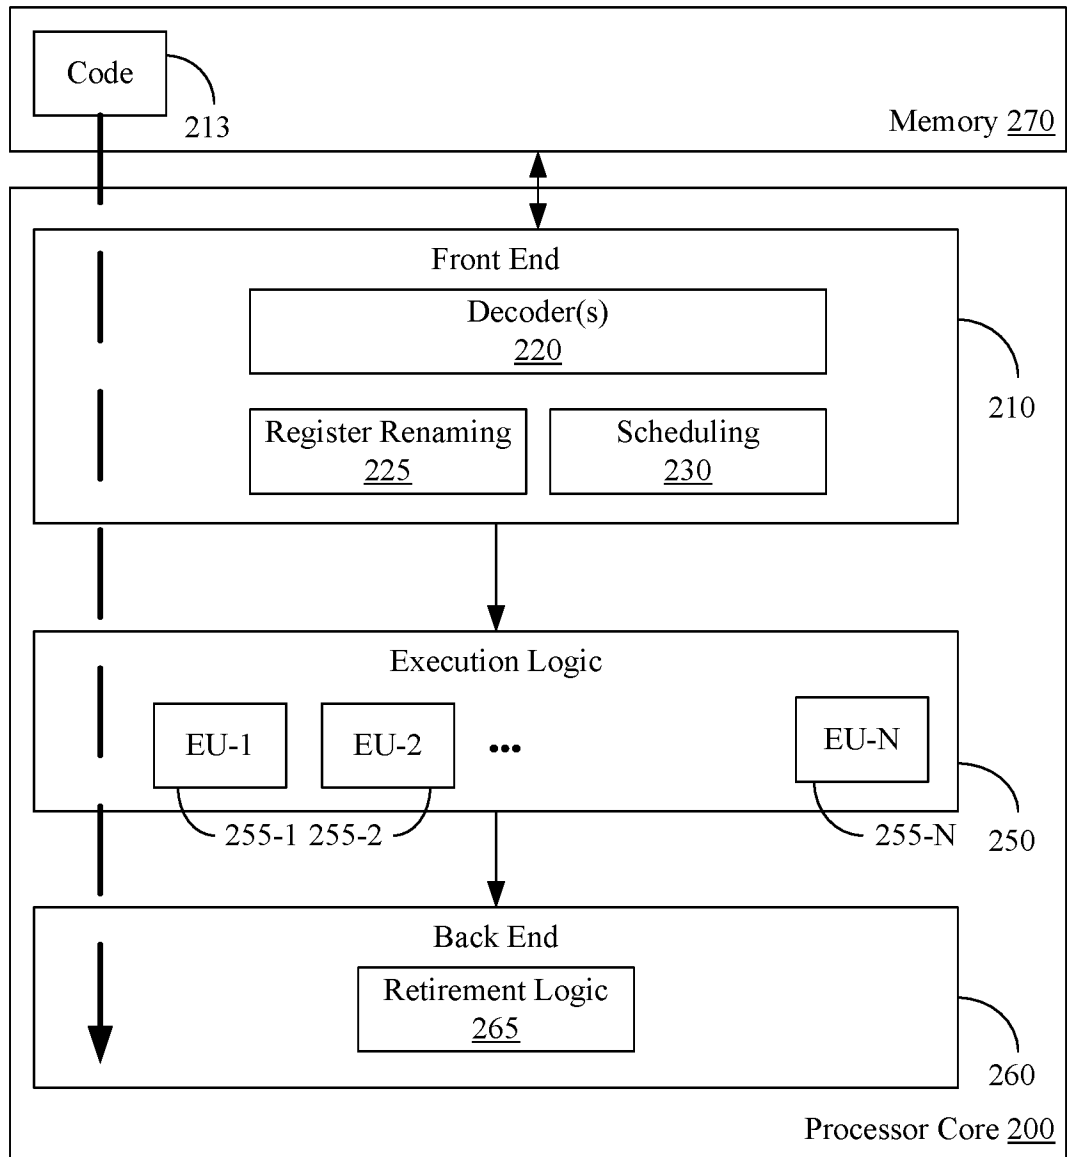 Code
213
Memory 270
Front End
Decoder(s)
220
210
Register Renaming
225
Scheduling
230
Execution Logic
EU-1
EU-2
...
EU-N
255-1
255-2
255-N
250
Back End
Retirement Logic
265
260
Processor Core 200